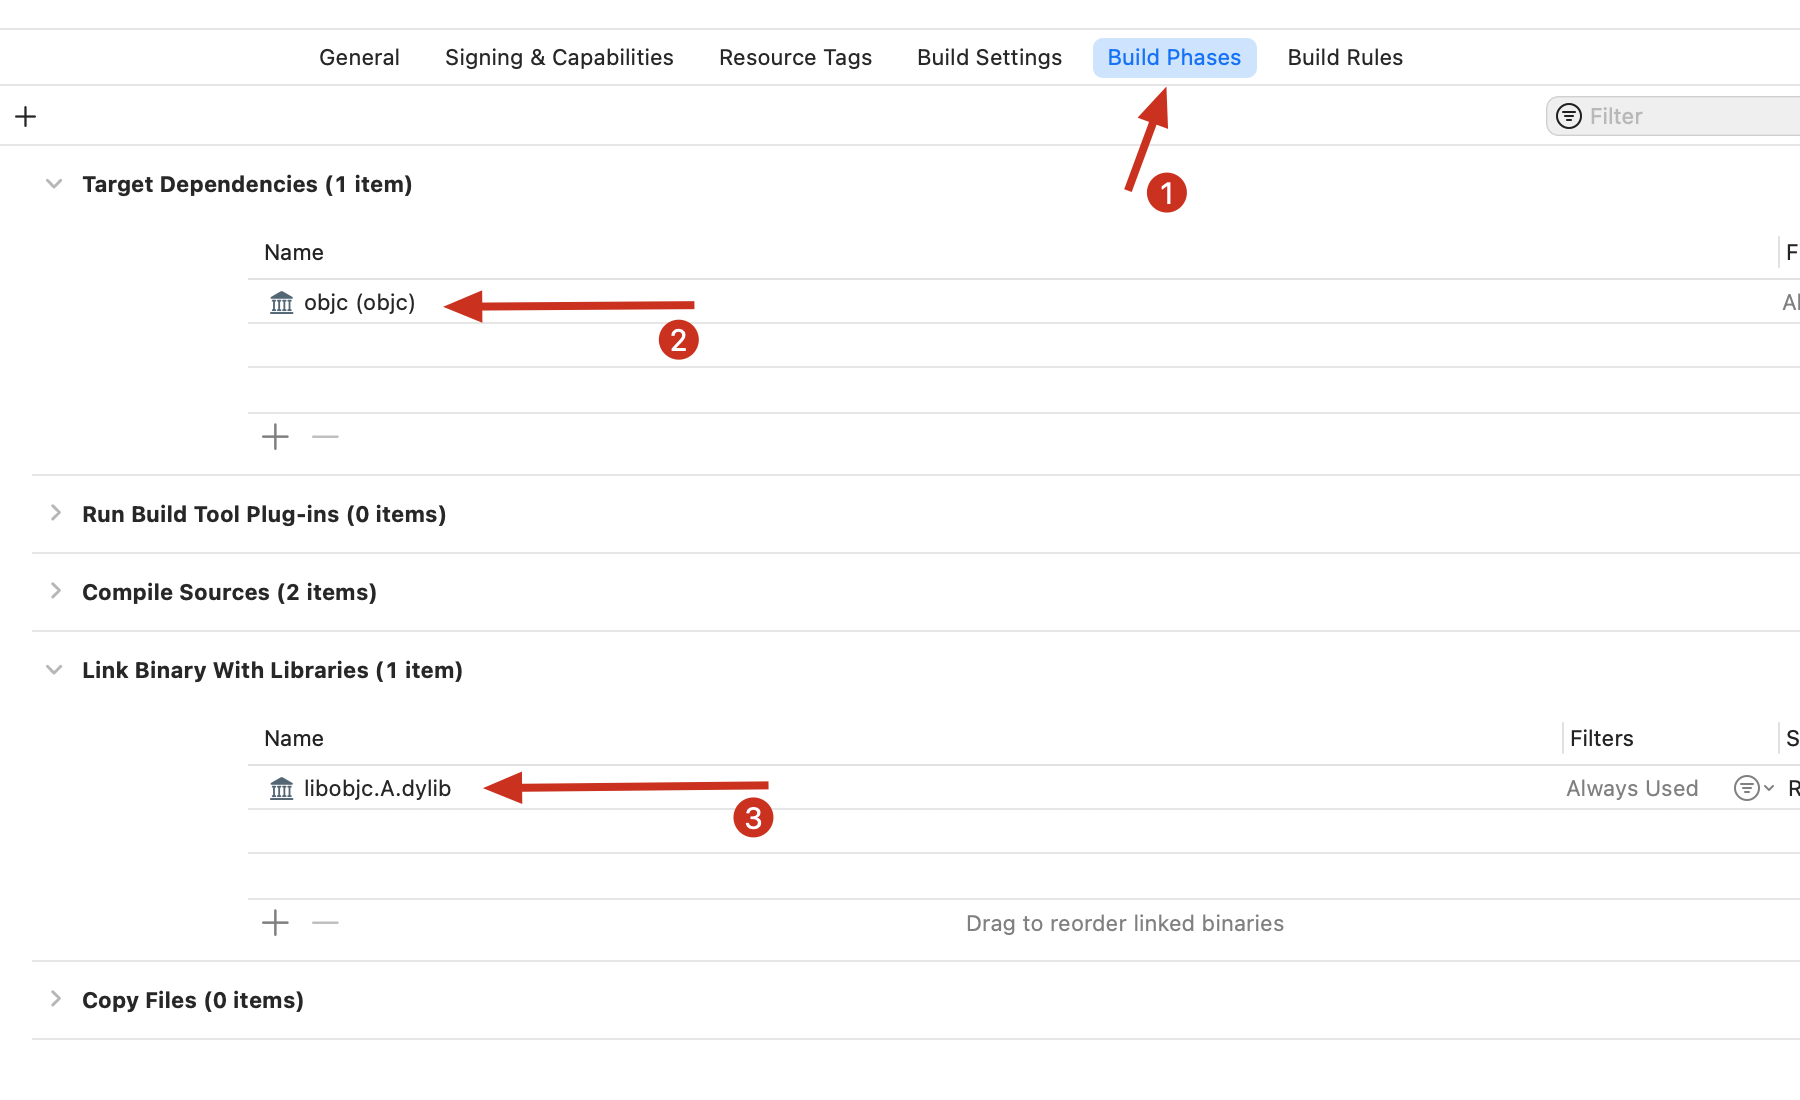 General Signing & Capabilities Resource Tags Build Settings Build Phases Build Rules
Filter
1
Target Dependencies (1 item)
Name F
objc (objc) Al
2
Run Build Tool Plug-ins (0 items)
Compile Sources (2 items)
Link Binary With Libraries (1 item)
Name Filters S
libobjc.A.dylib Always Used R
3
Drag to reorder linked binaries
Copy Files (0 items)